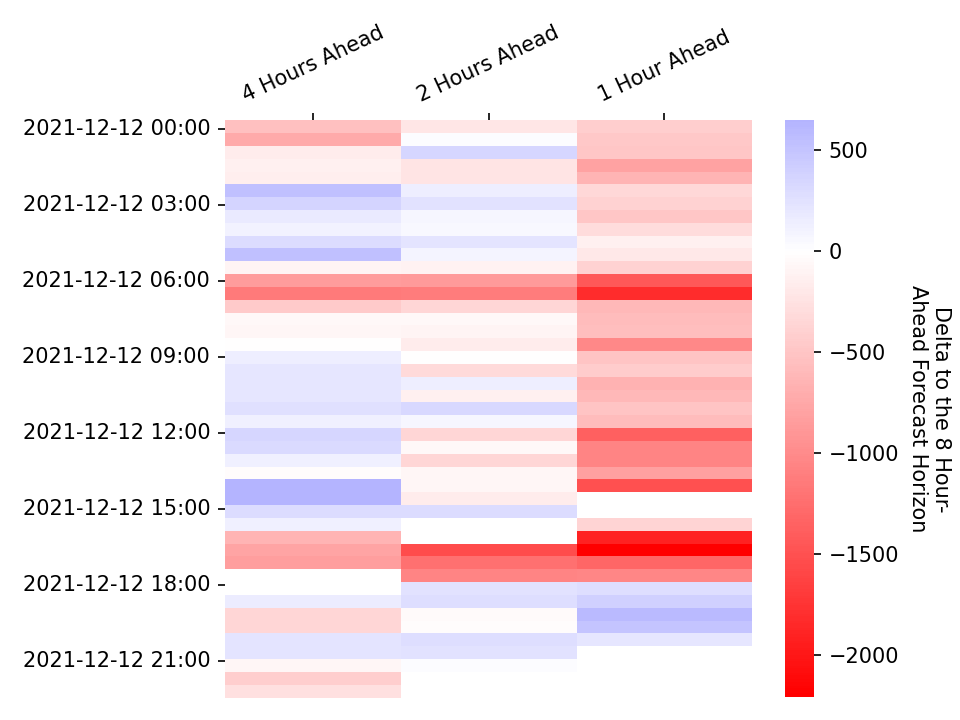 4 Hours Ahead
2 Hours Ahead
1 Hour Ahead
2021-12-12 00:00
2021-12-12 03:00
2021-12-12 06:00
2021-12-12 09:00
2021-12-12 12:00
2021-12-12 15:00
2021-12-12 18:00
2021-12-12 21:00
500
0
−500
−1000
−1500
−2000
Delta to the 8 Hour-
Ahead Forecast Horizon